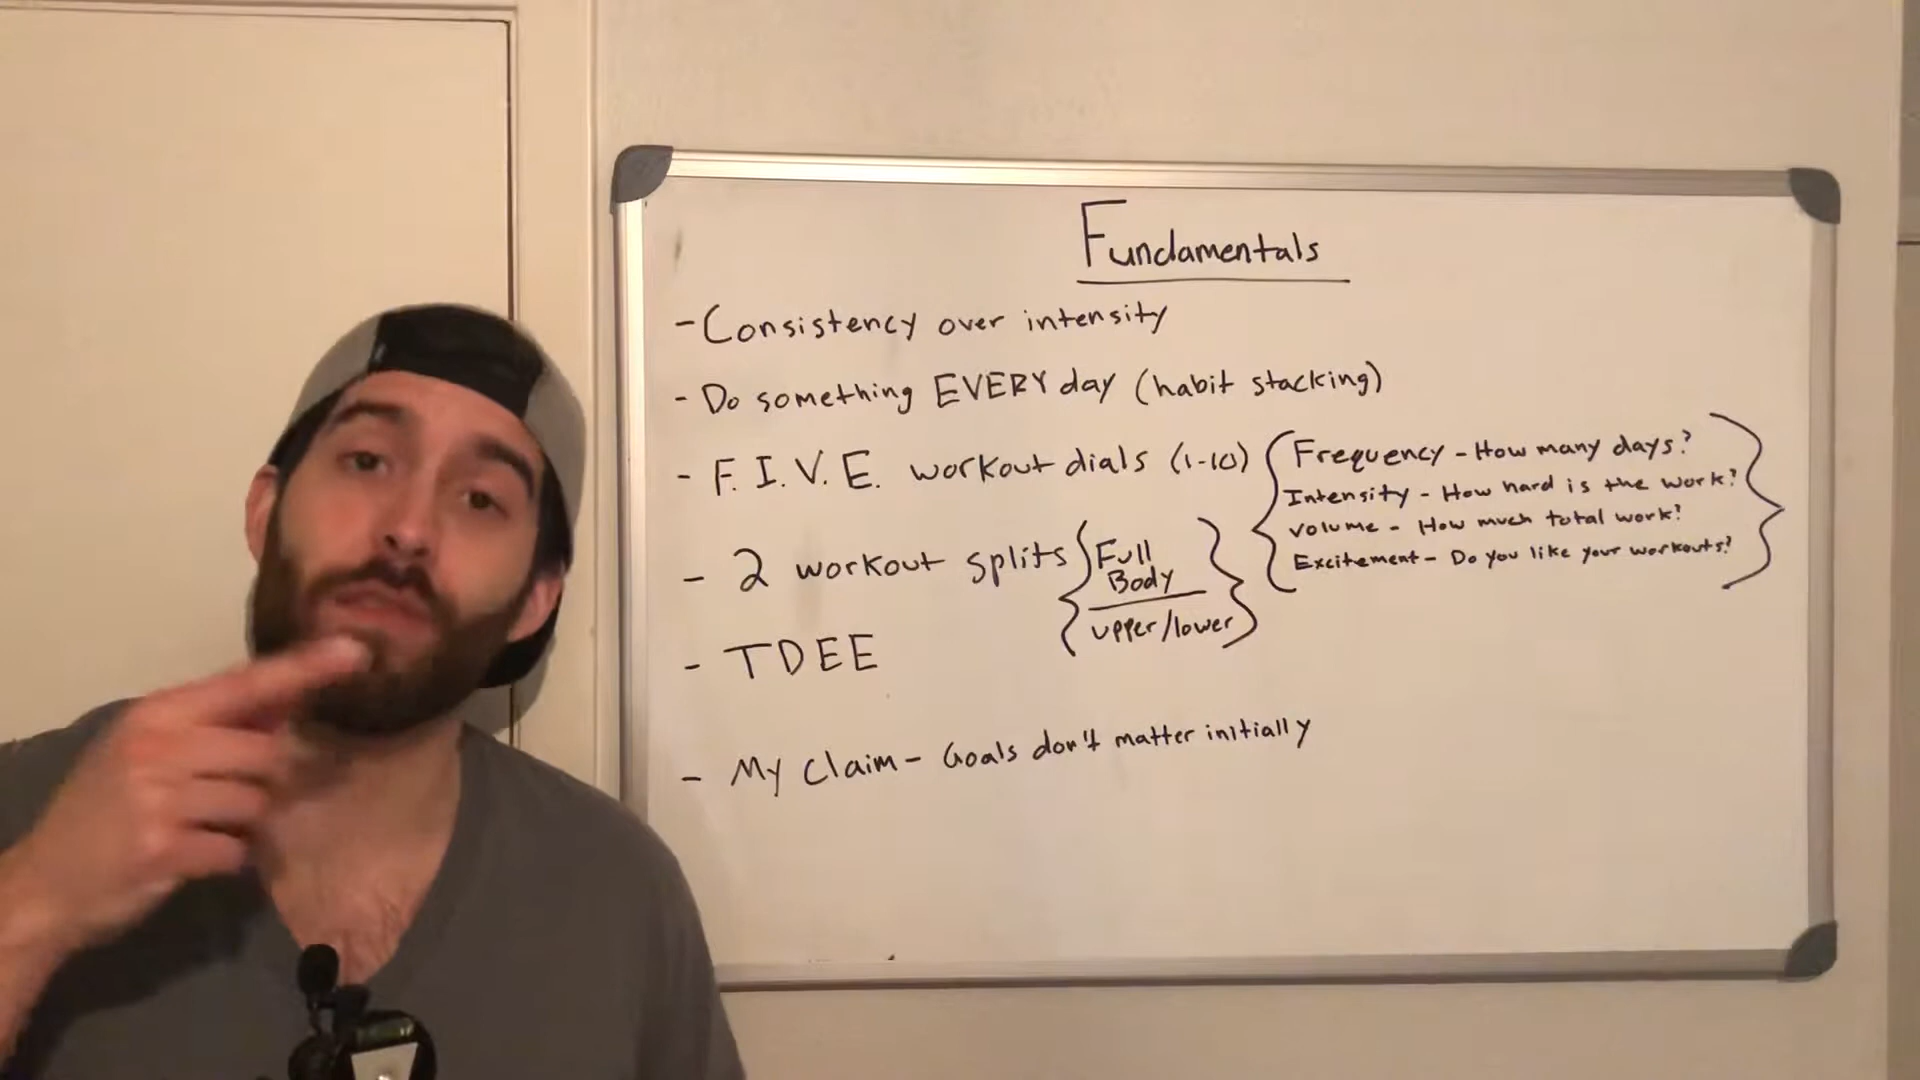 Fundamentals
- Consistency over intensity
- Do something EVERY day (habit stacking)
- F. I. V. E. workout dials (1-10)
Frequency - How many days?
Intensity - How hard is the work?
Volume - How much total work?
Excitement - Do you like your workouts?
- 2 workout splits
Full
Body
upper/lower
- TDEE
- My claim - Goals don't matter initially